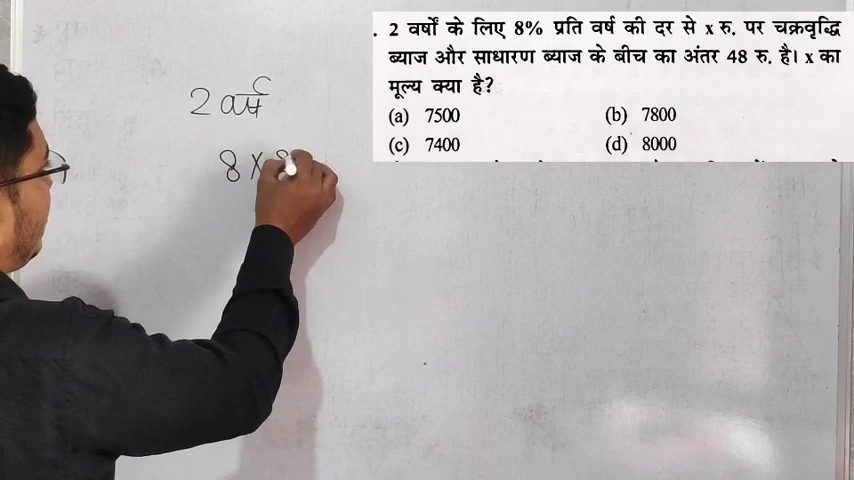 . 2 वर्षों के लिए 8% प्रति वर्ष की दर से x रु. पर चक्रवृद्धि
ब्याज और साधारण ब्याज के बीच का अंतर 48 रु. है। x का
मूल्य क्या है?
(a) 7500 (b) 7800
(c) 7400 (d) 8000
2 वर्ष
8 X 8